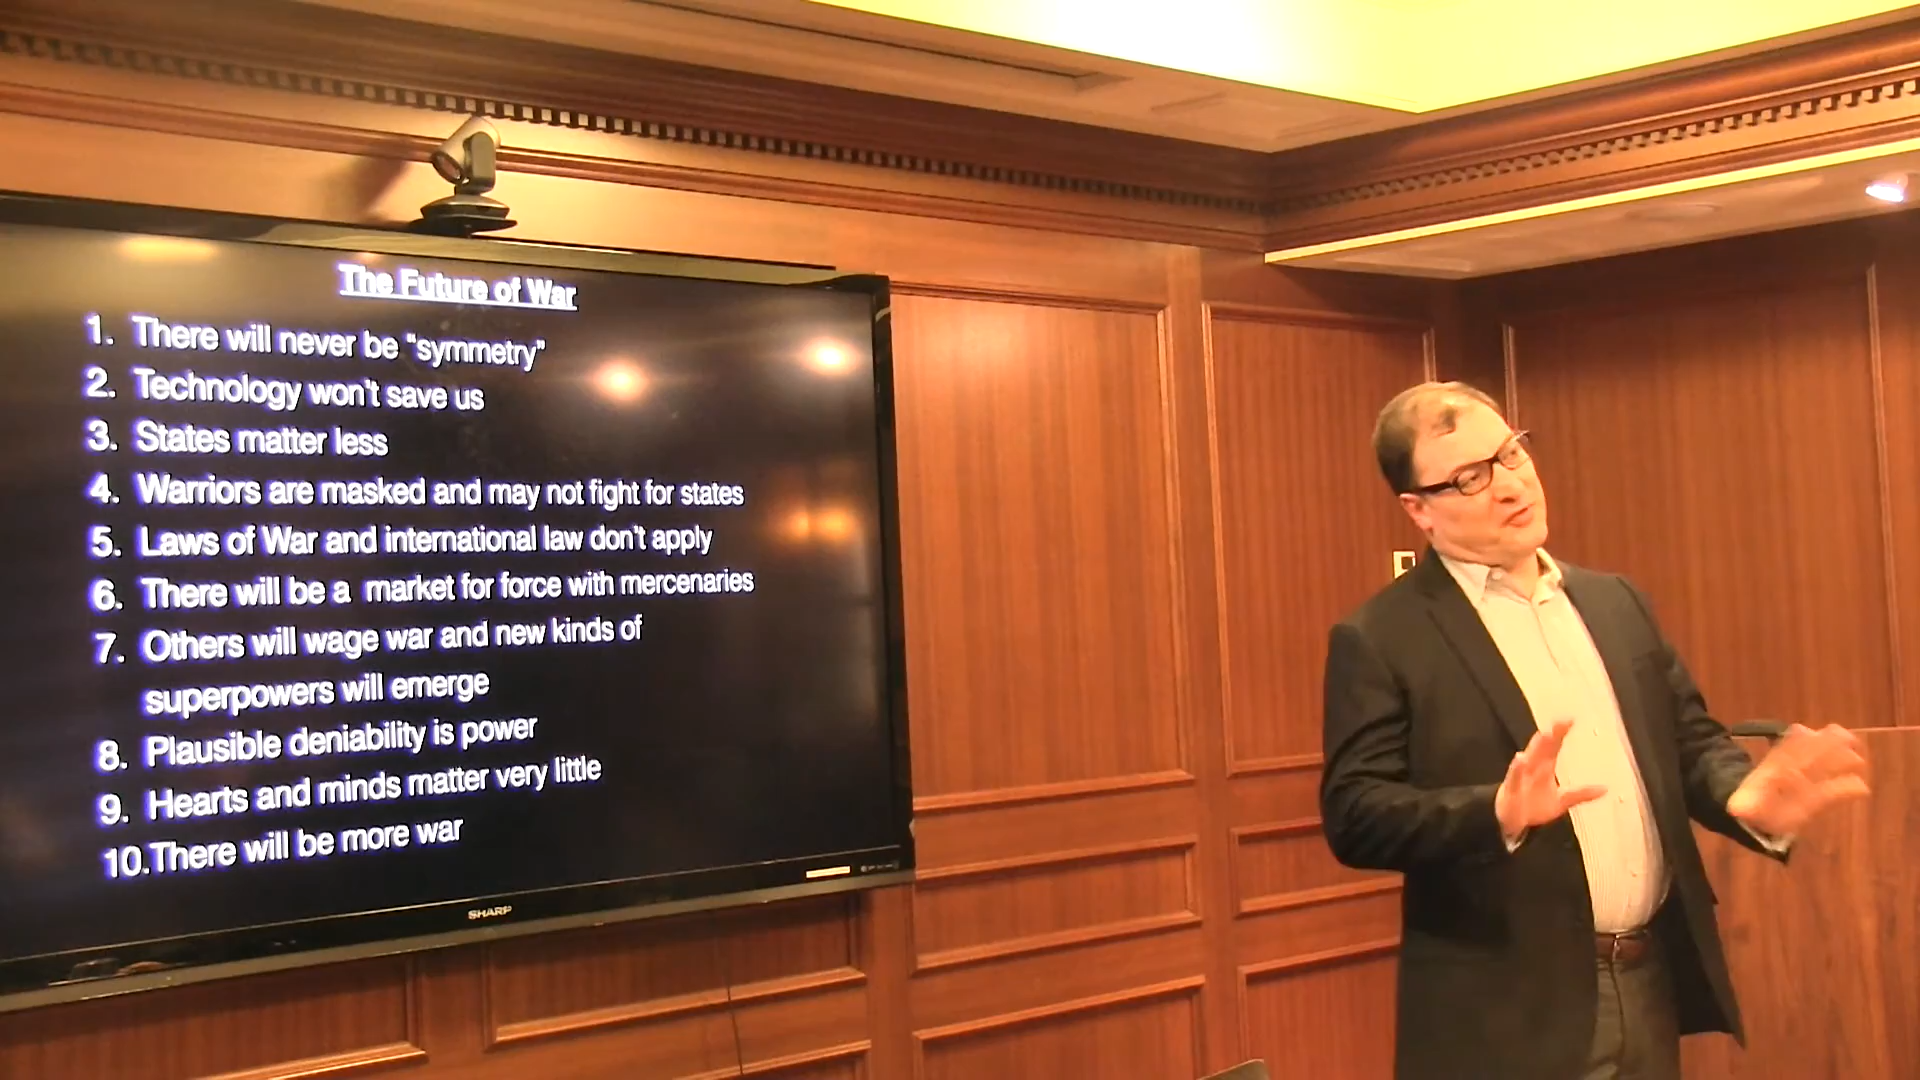 The Future of War
1. There will never be "symmetry"
2. Technology won't save us
3. States matter less
4. Warriors are masked and may not fight for states
5. Laws of War and international law don't apply
6. There will be a market for force with mercenaries
7. Others will wage war and new kinds of
superpowers will emerge
8. Plausible deniability is power
9. Hearts and minds matter very little
10.There will be more war
SHARP